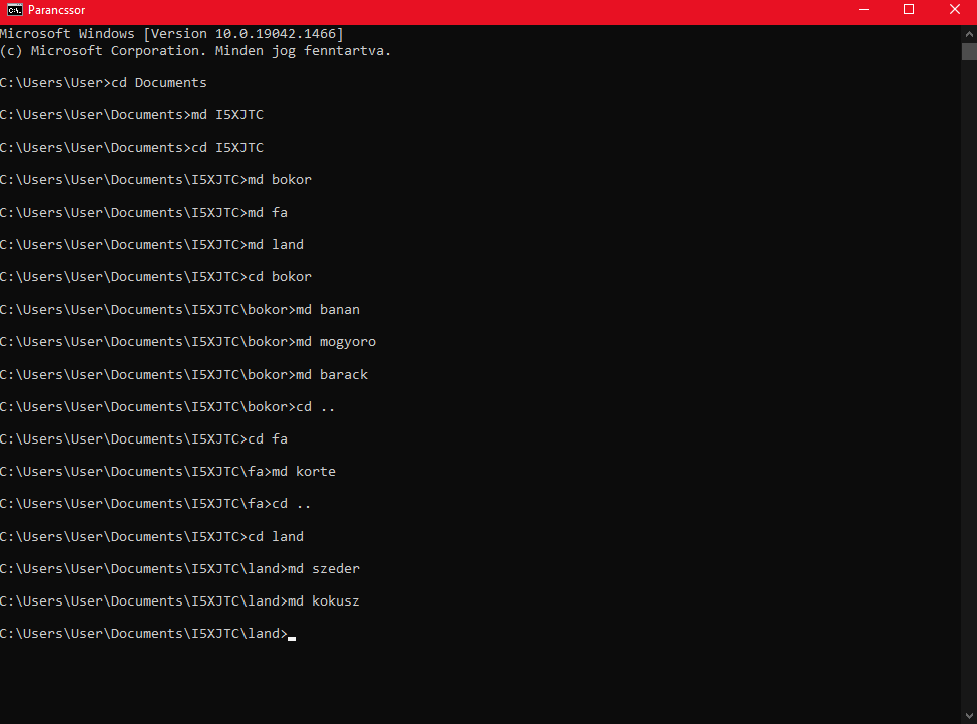 Parancssor
Microsoft Windows [Version 10.0.19042.1466]
(c) Microsoft Corporation. Minden jog fenntartva.
C:\Users\User>cd Documents
C:\Users\User\Documents>md I5XJTC
C:\Users\User\Documents>cd I5XJTC
C:\Users\User\Documents\I5XJTC>md bokor
C:\Users\User\Documents\I5XJTC>md fa
C:\Users\User\Documents\I5XJTC>md land
C:\Users\User\Documents\I5XJTC>cd bokor
C:\Users\User\Documents\I5XJTC\bokor>md banan
C:\Users\User\Documents\I5XJTC\bokor>md mogyoro
C:\Users\User\Documents\I5XJTC\bokor>md barack
C:\Users\User\Documents\I5XJTC\bokor>cd ..
C:\Users\User\Documents\I5XJTC>cd fa
C:\Users\User\Documents\I5XJTC\fa>md korte
C:\Users\User\Documents\I5XJTC\fa>cd ..
C:\Users\User\Documents\I5XJTC>cd land
C:\Users\User\Documents\I5XJTC\land>md szeder
C:\Users\User\Documents\I5XJTC\land>md kokusz
C:\Users\User\Documents\I5XJTC\land>